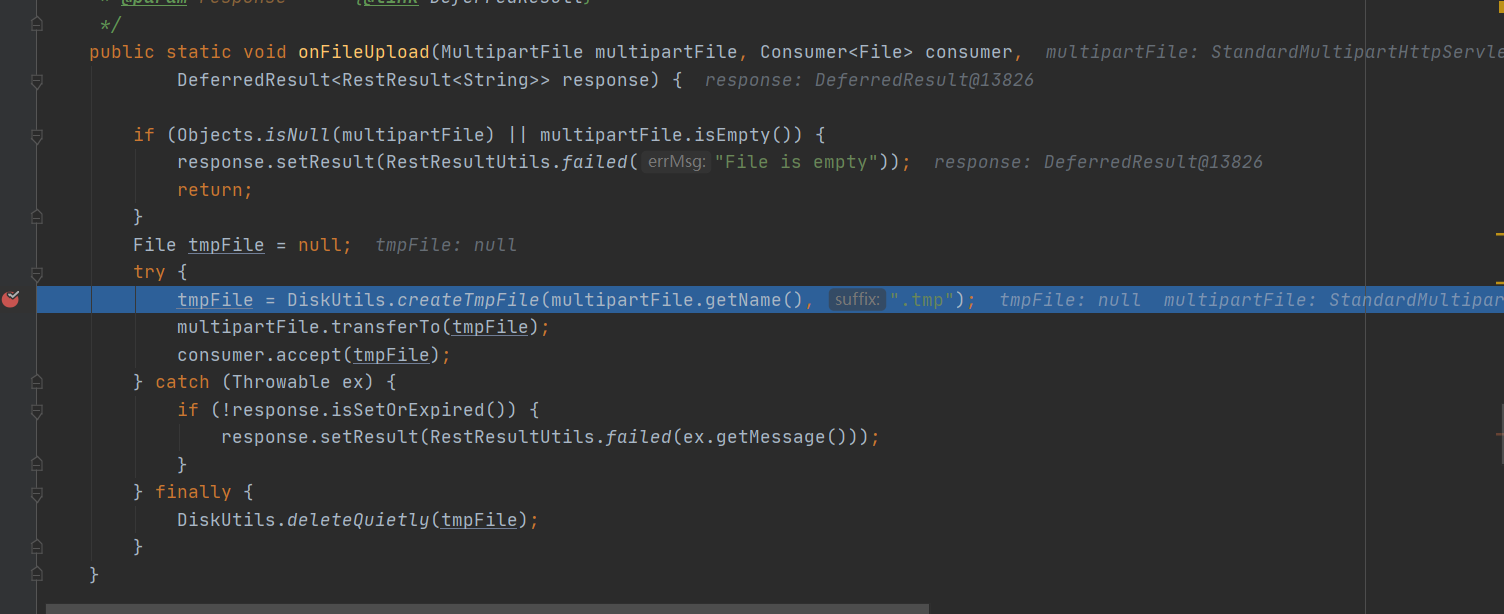 * @param response {@link DeferredResult}
*/
public static void onFileUpload(MultipartFile multipartFile, Consumer<File> consumer, multipartFile: StandardMultipartHttpServle
DeferredResult<RestResult<String>> response) { response: DeferredResult@13826
if (Objects.isNull(multipartFile) || multipartFile.isEmpty()) {
response.setResult(RestResultUtils.failed( errMsg: "File is empty")); response: DeferredResult@13826
return;
}
File tmpFile = null; tmpFile: null
try {
tmpFile = DiskUtils.createTmpFile(multipartFile.getName(), suffix: ".tmp"); tmpFile: null multipartFile: StandardMultipar
multipartFile.transferTo(tmpFile);
consumer.accept(tmpFile);
} catch (Throwable ex) {
if (!response.isSetOrExpired()) {
response.setResult(RestResultUtils.failed(ex.getMessage()));
}
} finally {
DiskUtils.deleteQuietly(tmpFile);
}
}